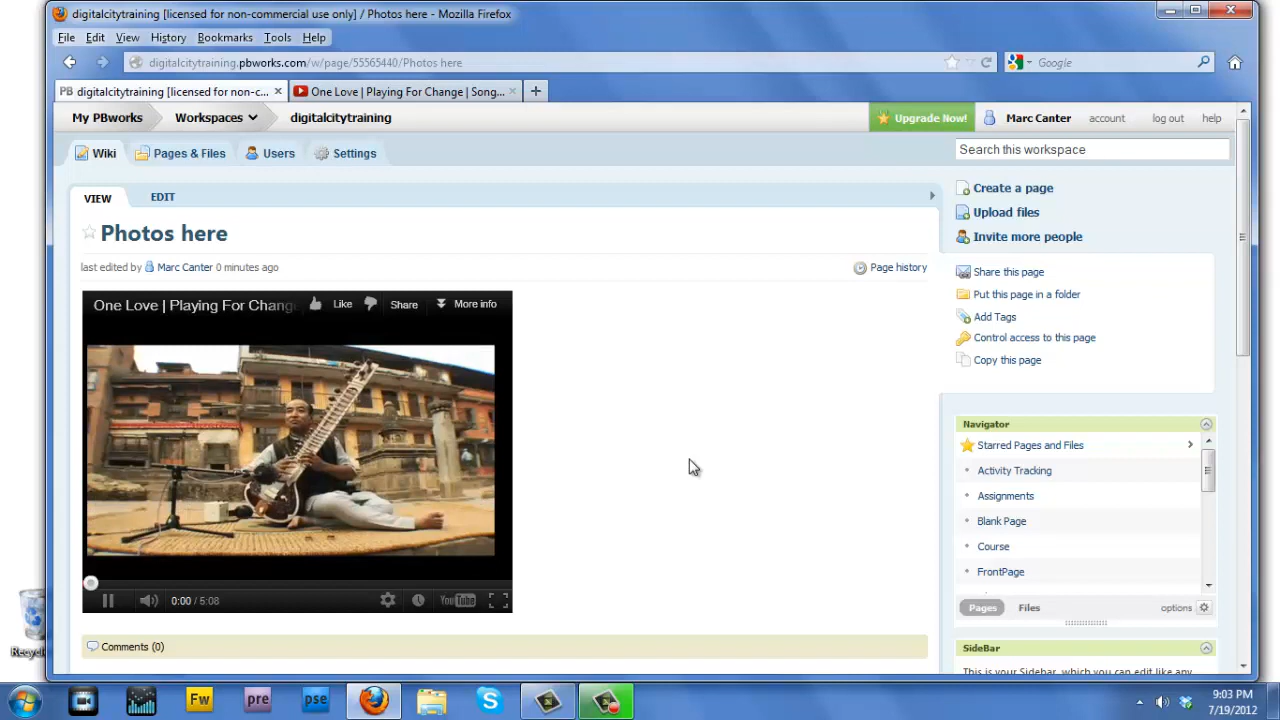 digitalcitytraining [licensed for non-commercial use only] / Photos here - Mozilla Firefox
File Edit View History Bookmarks Tools Help
digitalcitytraining.pbworks.com/w/page/55565440/Photos here
Google
PB digitalcitytraining [licensed for non-c... One Love | Playing For Change | Song...
My PBworks Workspaces digitalcitytraining Upgrade Now! Marc Canter account log out help
Wiki Pages & Files Users Settings Search this workspace
VIEW EDIT
Create a page
Upload files
Invite more people
Photos here
last edited by Marc Canter 0 minutes ago Page history
Share this page
Put this page in a folder
Add Tags
Control access to this page
Copy this page
One Love | Playing For Change Like Share More info
0:00 / 5:08 YouTube
Comments (0)
Navigator
Starred Pages and Files
Activity Tracking
Assignments
Blank Page
Course
FrontPage
Pages Files options
SideBar
This is your Sidebar, which you can edit like any
Recycl
Fw pre pse
9:03 PM
7/19/2012